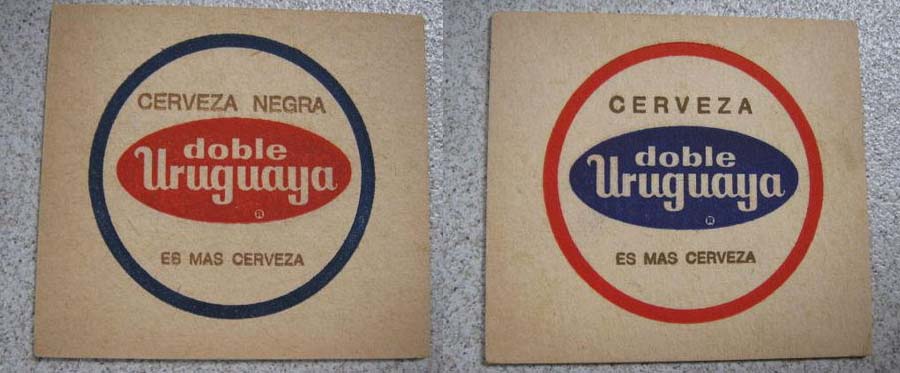 CERVEZA NEGRA
doble
Uruguaya
®
ES MAS CERVEZA
CERVEZA
doble
Uruguaya
®
ES MAS CERVEZA